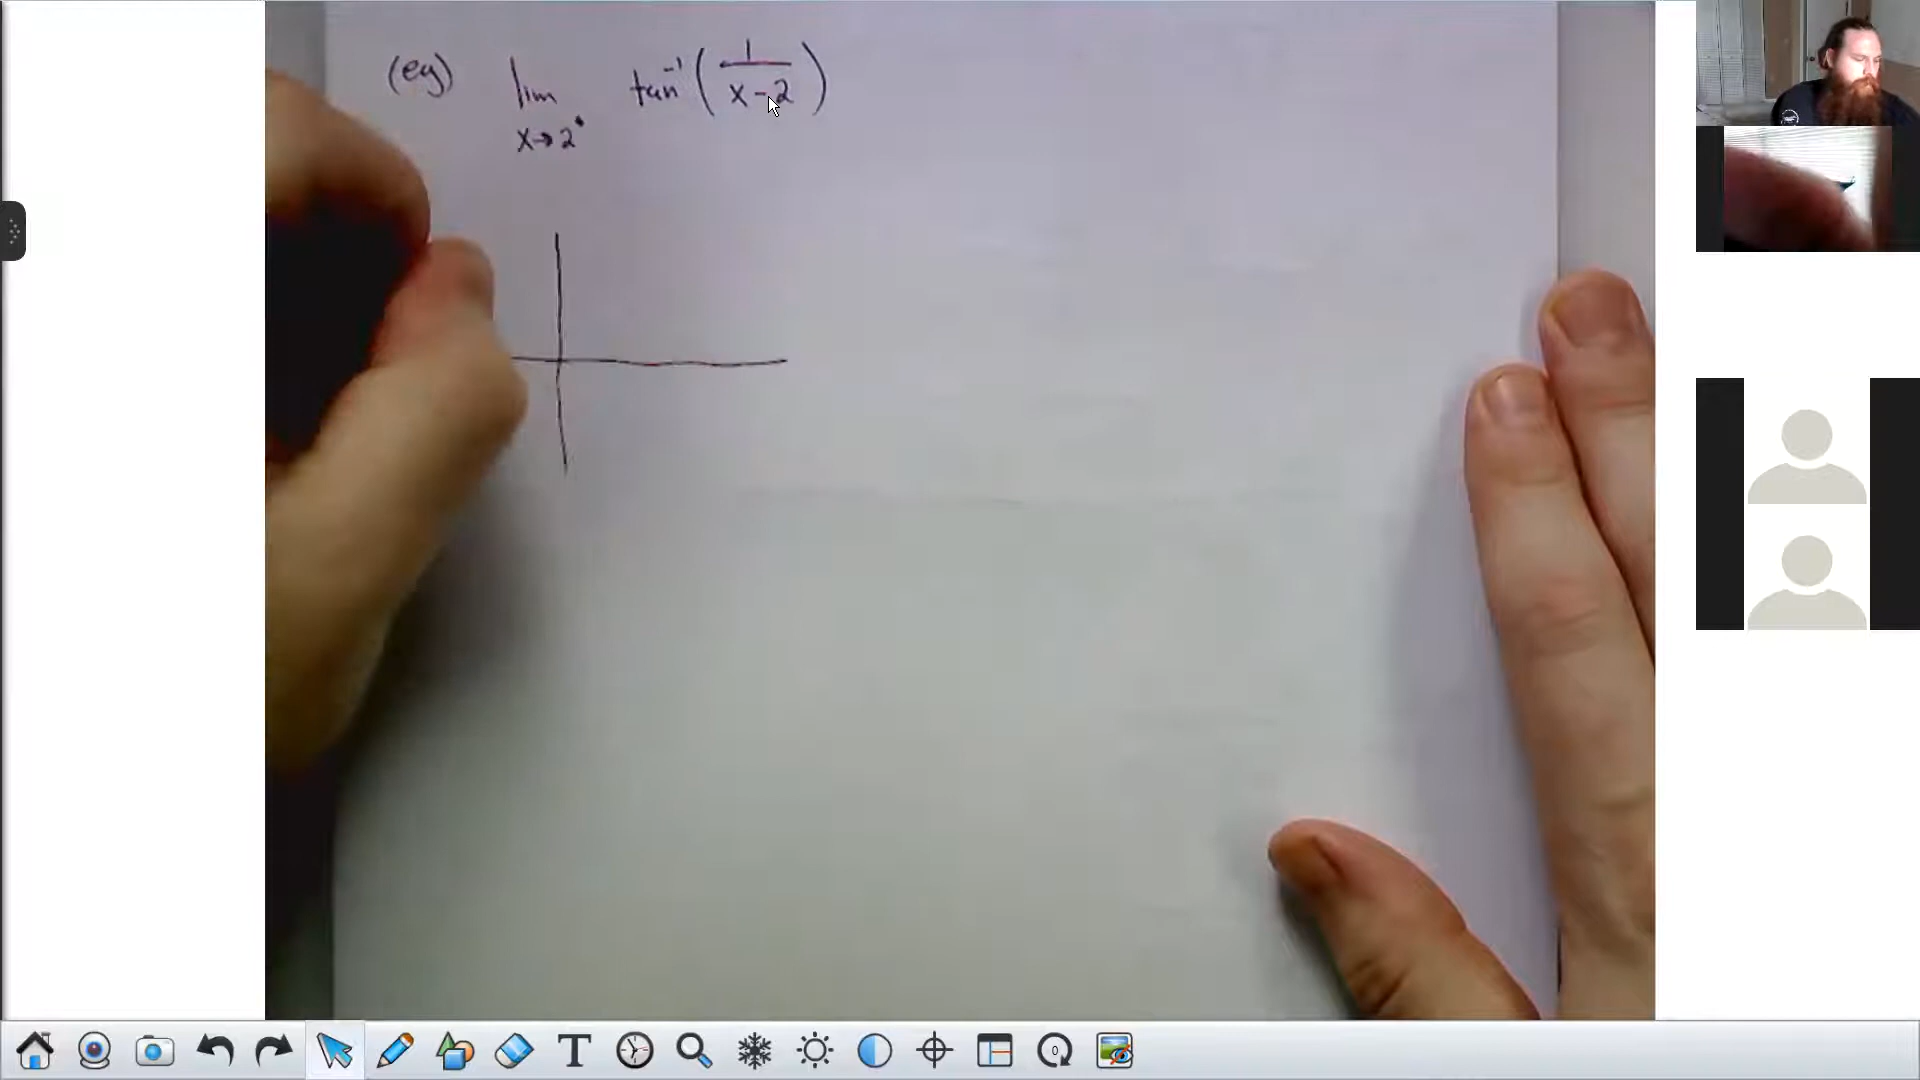 (eg) lim tan⁻¹(1/(x-2))
x→2⁺